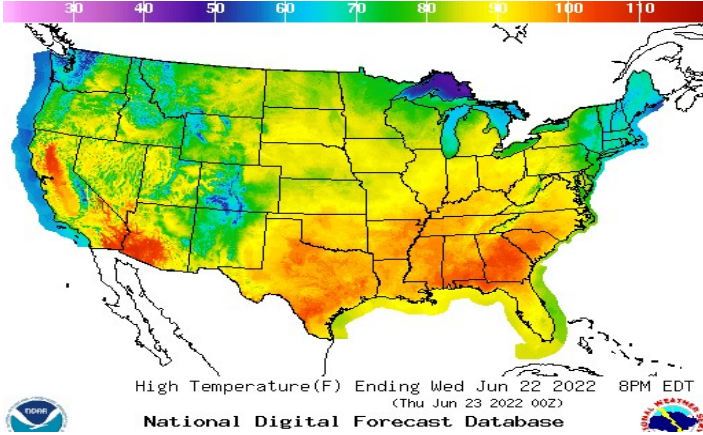 30 40 50 60 70 80 90 100 110
High Temperature(F) Ending Wed Jun 22 2022 8PM EDT
(Thu Jun 23 2022 00Z)
National Digital Forecast Database
NOAA